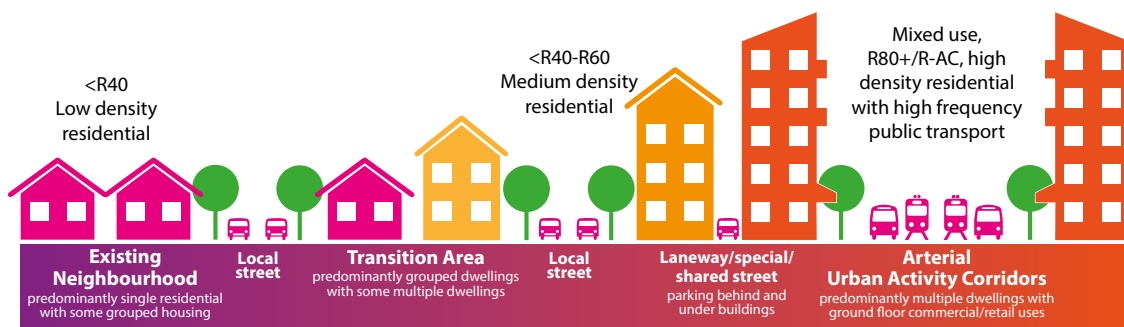 <R40
Low density
residential
<R40-R60
Medium density
residential
Mixed use,
R80+/R-AC, high
density residential
with high frequency
public transport
Existing
Neighbourhood
predominantly single residential
with some grouped housing
Local
street
Transition Area
predominantly grouped dwellings
with some multiple dwellings
Local
street
Laneway/special/
shared street
parking behind and
under buildings
Arterial
Urban Activity Corridors
predominantly multiple dwellings with
ground floor commercial/retail uses